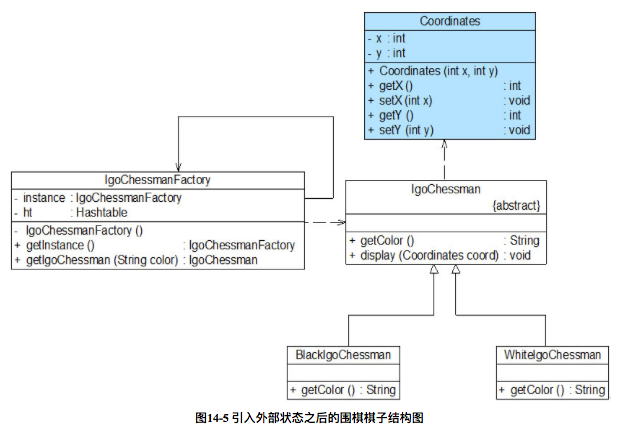 Coordinates
- x : int
- y : int
+ Coordinates (int x, int y)
+ getX () : int
+ setX (int x) : void
+ getY () : int
+ setY (int y) : void
IgoChessmanFactory
- instance : IgoChessmanFactory
- ht : Hashtable
- IgoChessmanFactory ()
+ getInstance () : IgoChessmanFactory
+ getIgoChessman (String color) : IgoChessman
IgoChessman
{abstract}
+ getColor () : String
+ display (Coordinates coord) : void
BlackIgoChessman
+ getColor () : String
WhiteIgoChessman
+ getColor () : String
图14-5 引入外部状态之后的围棋棋子结构图